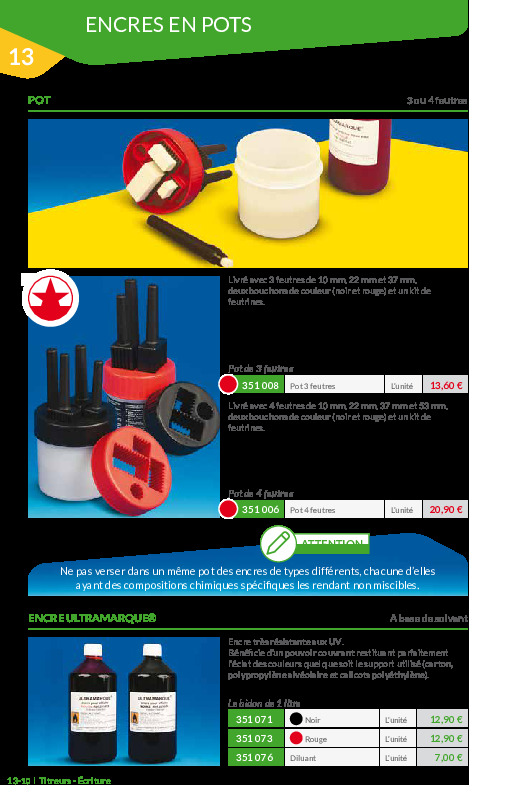 ENCRES EN POTS
13
POT
3 ou 4 feutres
Livré avec 3 feutres de 10 mm, 22 mm et 37 mm,
deux bouchons de couleur (noir et rouge) et un kit de
feutrines.
Pot de 3 feutres
351 008 Pot 3 feutres L'unité 13,60 €
Livré avec 4 feutres de 10 mm, 22 mm, 37 mm et 53 mm,
deux bouchons de couleur (noir et rouge) et un kit de
feutrines.
Pot de 4 feutres
351 006 Pot 4 feutres L'unité 20,90 €
ATTENTION
Ne pas verser dans un même pot des encres de types différents, chacune d'elles
ayant des compositions chimiques spécifiques les rendant non miscibles.
ENCRE ULTRAMARQUE®
A base de solvant
Encre très résistante aux UV.
Bénéficie d'un pouvoir couvrant restituant parfaitement
l'éclat des couleurs quel que soit le support utilisé (carton,
polypropylène alvéolaire et calicots polyéthylène).
Le bidon de 1 litre
351 071 Noir L'unité 12,90 €
351 073 Rouge L'unité 12,90 €
351 076 Diluant L'unité 7,00 €
ULTRAMARQUE
ULTRAMARQUE
13-10 | Titreurs - Écriture